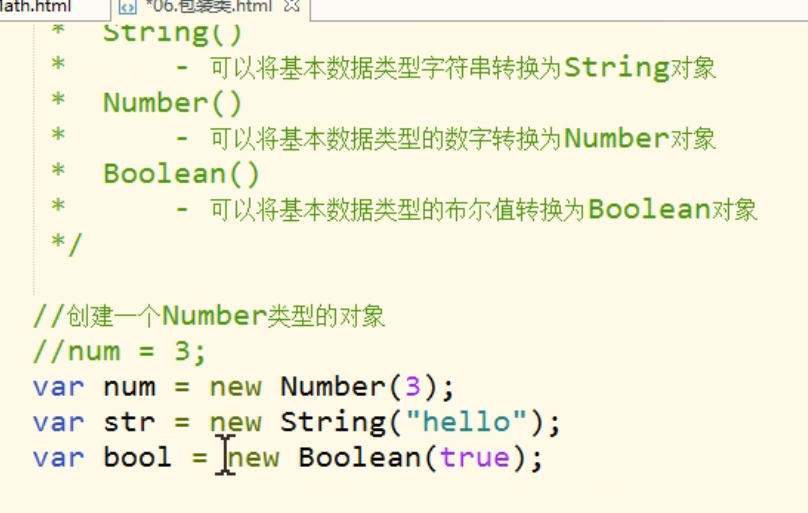 ath.html *06.包装类.html
* String()
* - 可以将基本数据类型字符串转换为String对象
* Number()
* - 可以将基本数据类型的数字转换为Number对象
* Boolean()
* - 可以将基本数据类型的布尔值转换为Boolean对象
*/
//创建一个Number类型的对象
//num = 3;
var num = new Number(3);
var str = new String("hello");
var bool = new Boolean(true);